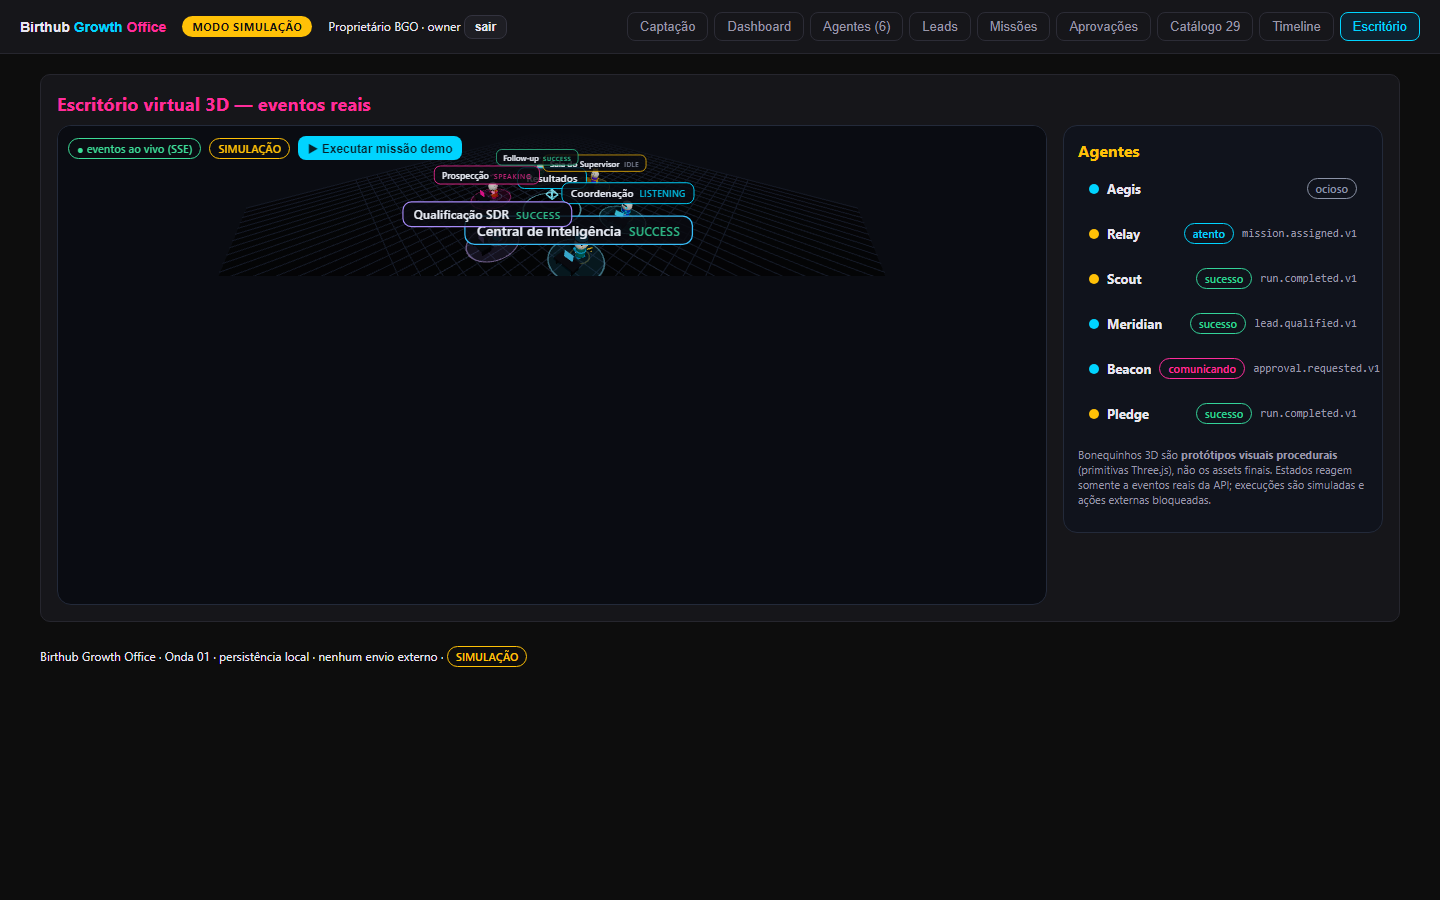 Birthub Growth Office MODO SIMULAÇÃO Proprietário BGO · owner sair Captação Dashboard Agentes (6) Leads Missões Aprovações Catálogo 29 Timeline Escritório
Escritório virtual 3D — eventos reais
● eventos ao vivo (SSE) SIMULAÇÃO ▶ Executar missão demo
Follow-up SUCCESS
Supervisor IDLE
Prospecção SPEAKING
sultados
Coordenação LISTENING
Qualificação SDR SUCCESS
Central de Inteligência SUCCESS
Agentes
Aegis ocioso
Relay atento mission.assigned.v1
Scout sucesso run.completed.v1
Meridian sucesso lead.qualified.v1
Beacon comunicando approval.requested.v1
Pledge sucesso run.completed.v1
Bonequinhos 3D são protótipos visuais procedurais
(primitivas Three.js), não os assets finais. Estados reagem
somente a eventos reais da API; execuções são simuladas e
ações externas bloqueadas.
Birthub Growth Office · Onda 01 · persistência local · nenhum envio externo · SIMULAÇÃO